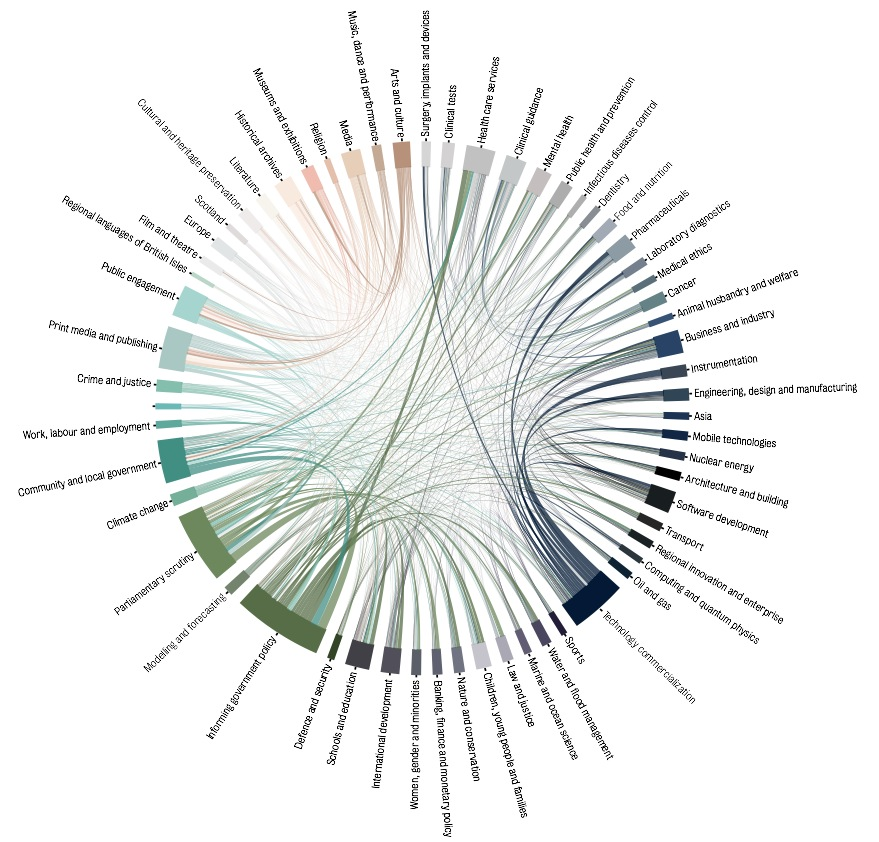 Surgery, implants and devices
Clinical tests
Health care services
Clinical guidance
Mental health
Public health and prevention
Infectious diseases control
Dentistry
Food and nutrition
Pharmaceuticals
Laboratory diagnostics
Medical ethics
Cancer
Animal husbandry and welfare
Business and industry
Instrumentation
Engineering, design and manufacturing
Asia
Mobile technologies
Nuclear energy
Architecture and building
Software development
Transport
Regional innovation and enterprise
Computing and quantum physics
Oil and gas
Technology commercialization
Sports
Water and flood management
Marine and ocean science
Law and justice
Children, young people and families
Nature and conservation
Banking, finance and monetary policy
Women, gender and minorities
International development
Schools and education
Defence and security
Informing government policy
Modelling and forecasting
Parliamentary scrutiny
Climate change
Community and local government
Work, labour and employment
Crime and justice
Print media and publishing
Public engagement
Regional languages of British Isles
Film and theatre
Europe
Scotland
Cultural and heritage preservation
Literature
Historical archives
Museums and exhibitions
Religion
Media
Music, dance and performance
Arts and culture